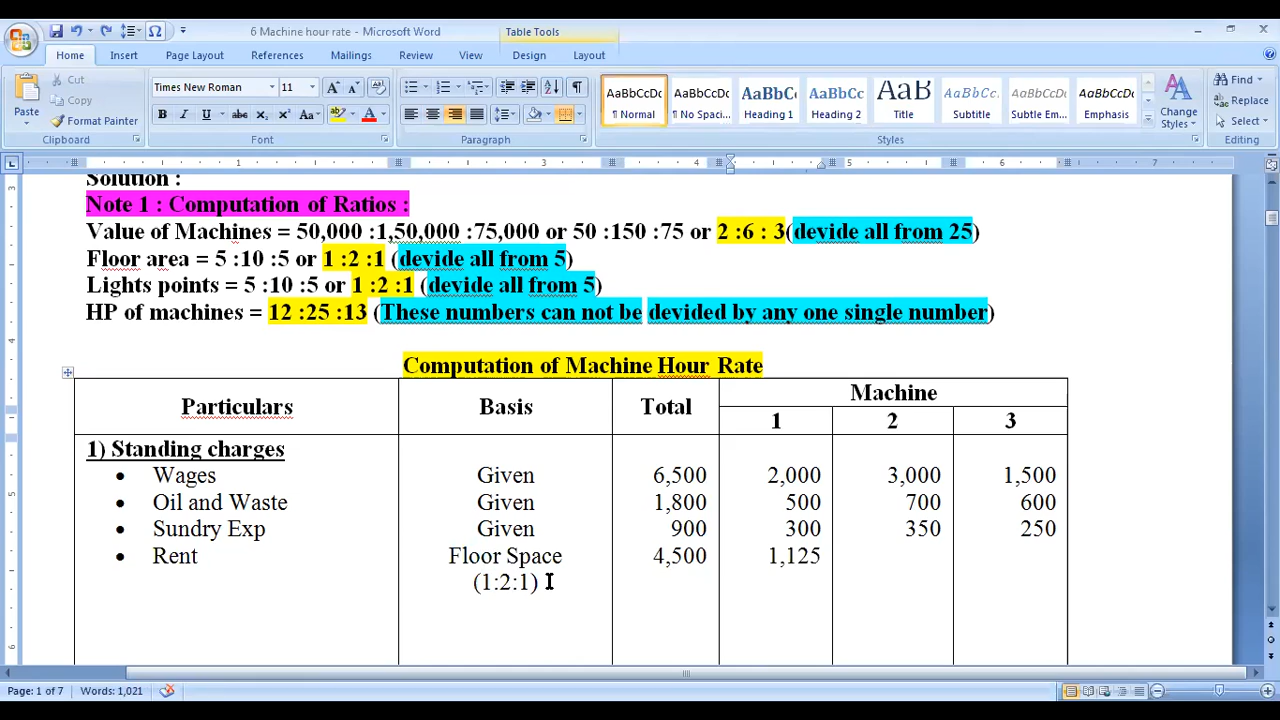 6 Machine hour rate - Microsoft Word
Table Tools
Home Insert Page Layout References Mailings Review View Design Layout
Paste
Cut
Copy
Format Painter
Clipboard
Times New Roman 11
Font
Paragraph
AaBbCcDc AaBbCcDc AaBbCc AaBbCc AaB AaBbCcL AaBbCcDc AaBbCcDc
¶ Normal ¶ No Spaci... Heading 1 Heading 2 Title Subtitle Subtle Em... Emphasis
Change Styles
Styles
Find
Replace
Select
Editing
1 3 4 5 6 7
Solution :
Note 1 : Computation of Ratios :
Value of Machines = 50,000 :1,50,000 :75,000 or 50 :150 :75 or 2 :6 : 3(devide all from 25)
Floor area = 5 :10 :5 or 1 :2 :1 (devide all from 5)
Lights points = 5 :10 :5 or 1 :2 :1 (devide all from 5)
HP of machines = 12 :25 :13 (These numbers can not be devided by any one single number)
Computation of Machine Hour Rate
Particulars Basis Total Machine
1 2 3
1) Standing charges
• Wages Given 6,500 2,000 3,000 1,500
• Oil and Waste Given 1,800 500 700 600
• Sundry Exp Given 900 300 350 250
• Rent Floor Space 4,500 1,125
(1:2:1)
Page: 1 of 7 Words: 1,021